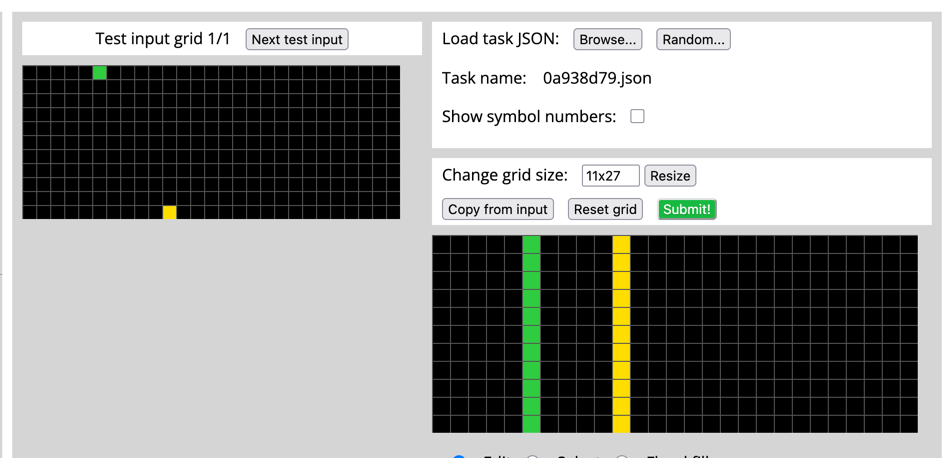 Test input grid 1/1 Next test input
Load task JSON: Browse... Random...
Task name: 0a938d79.json
Show symbol numbers:
Change grid size: 11x27 Resize
Copy from input Reset grid Submit!